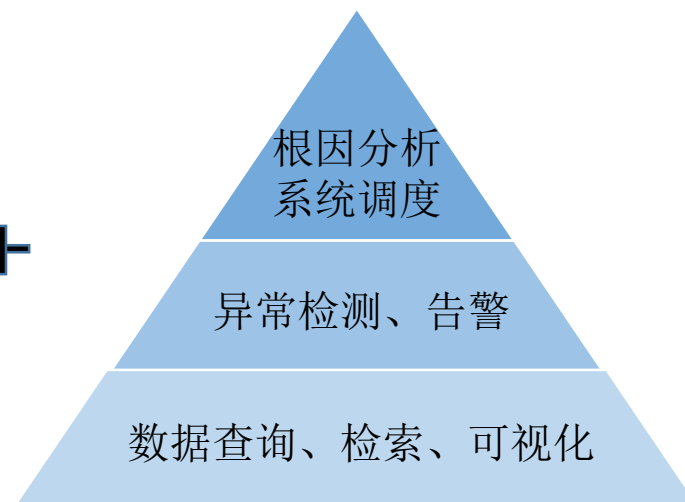 根因分析
系统调度
异常检测、告警
数据查询、检索、可视化